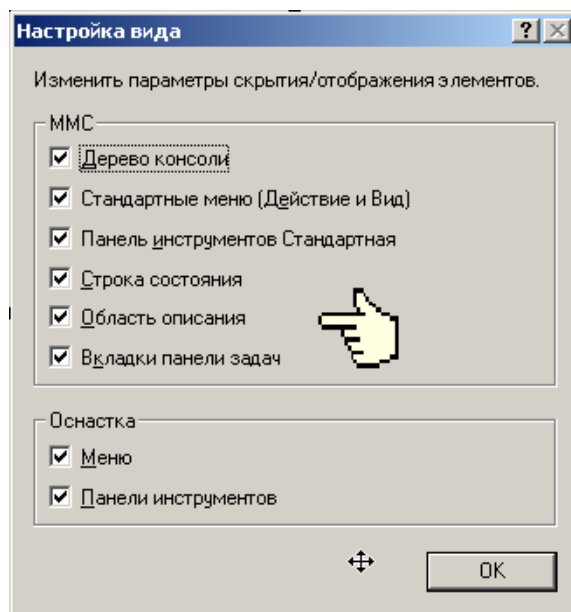 Настройка вида
Изменить параметры скрытия/отображения элементов.
MMC
Дерево консоли
Стандартные меню (Действие и Вид)
Панель инструментов Стандартная
Строка состояния
Область описания
Вкладки панели задач
Оснастка
Меню
Панели инструментов
OK